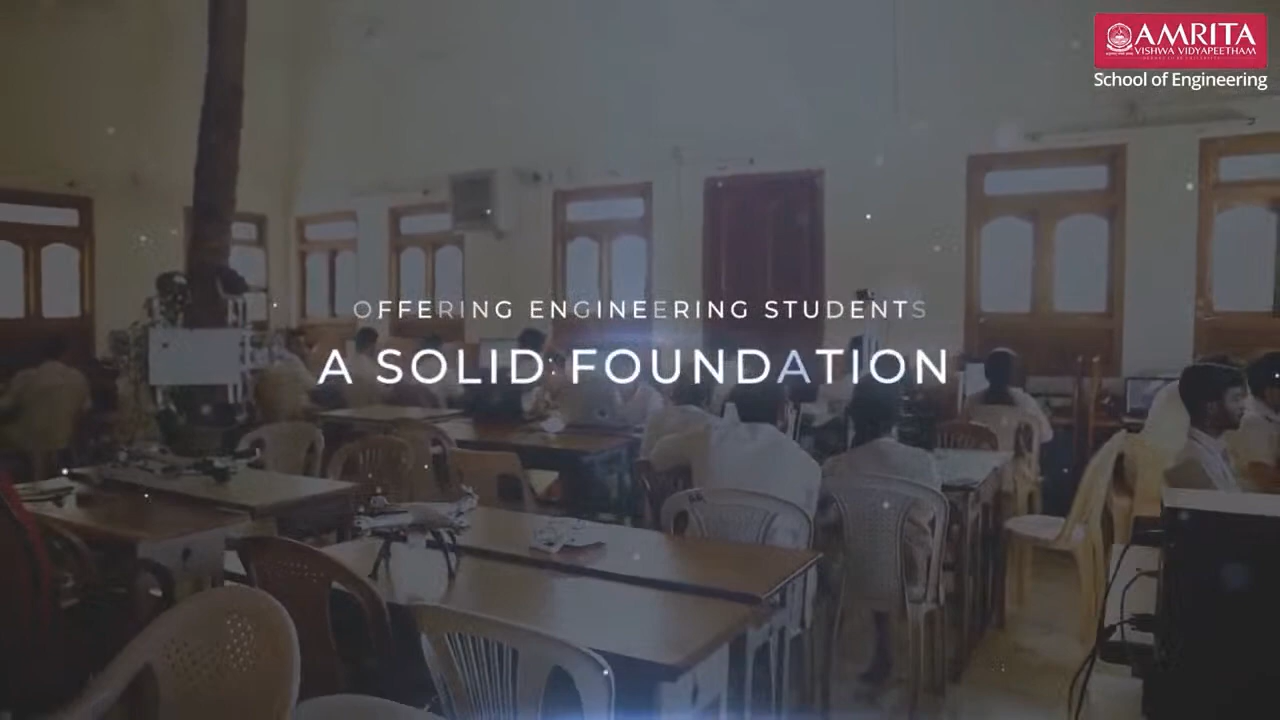 AMRITA
VISHWA VIDYAPEETHAM
School of Engineering
OFFERING ENGINEERING STUDENTS
A SOLID FOUNDATION